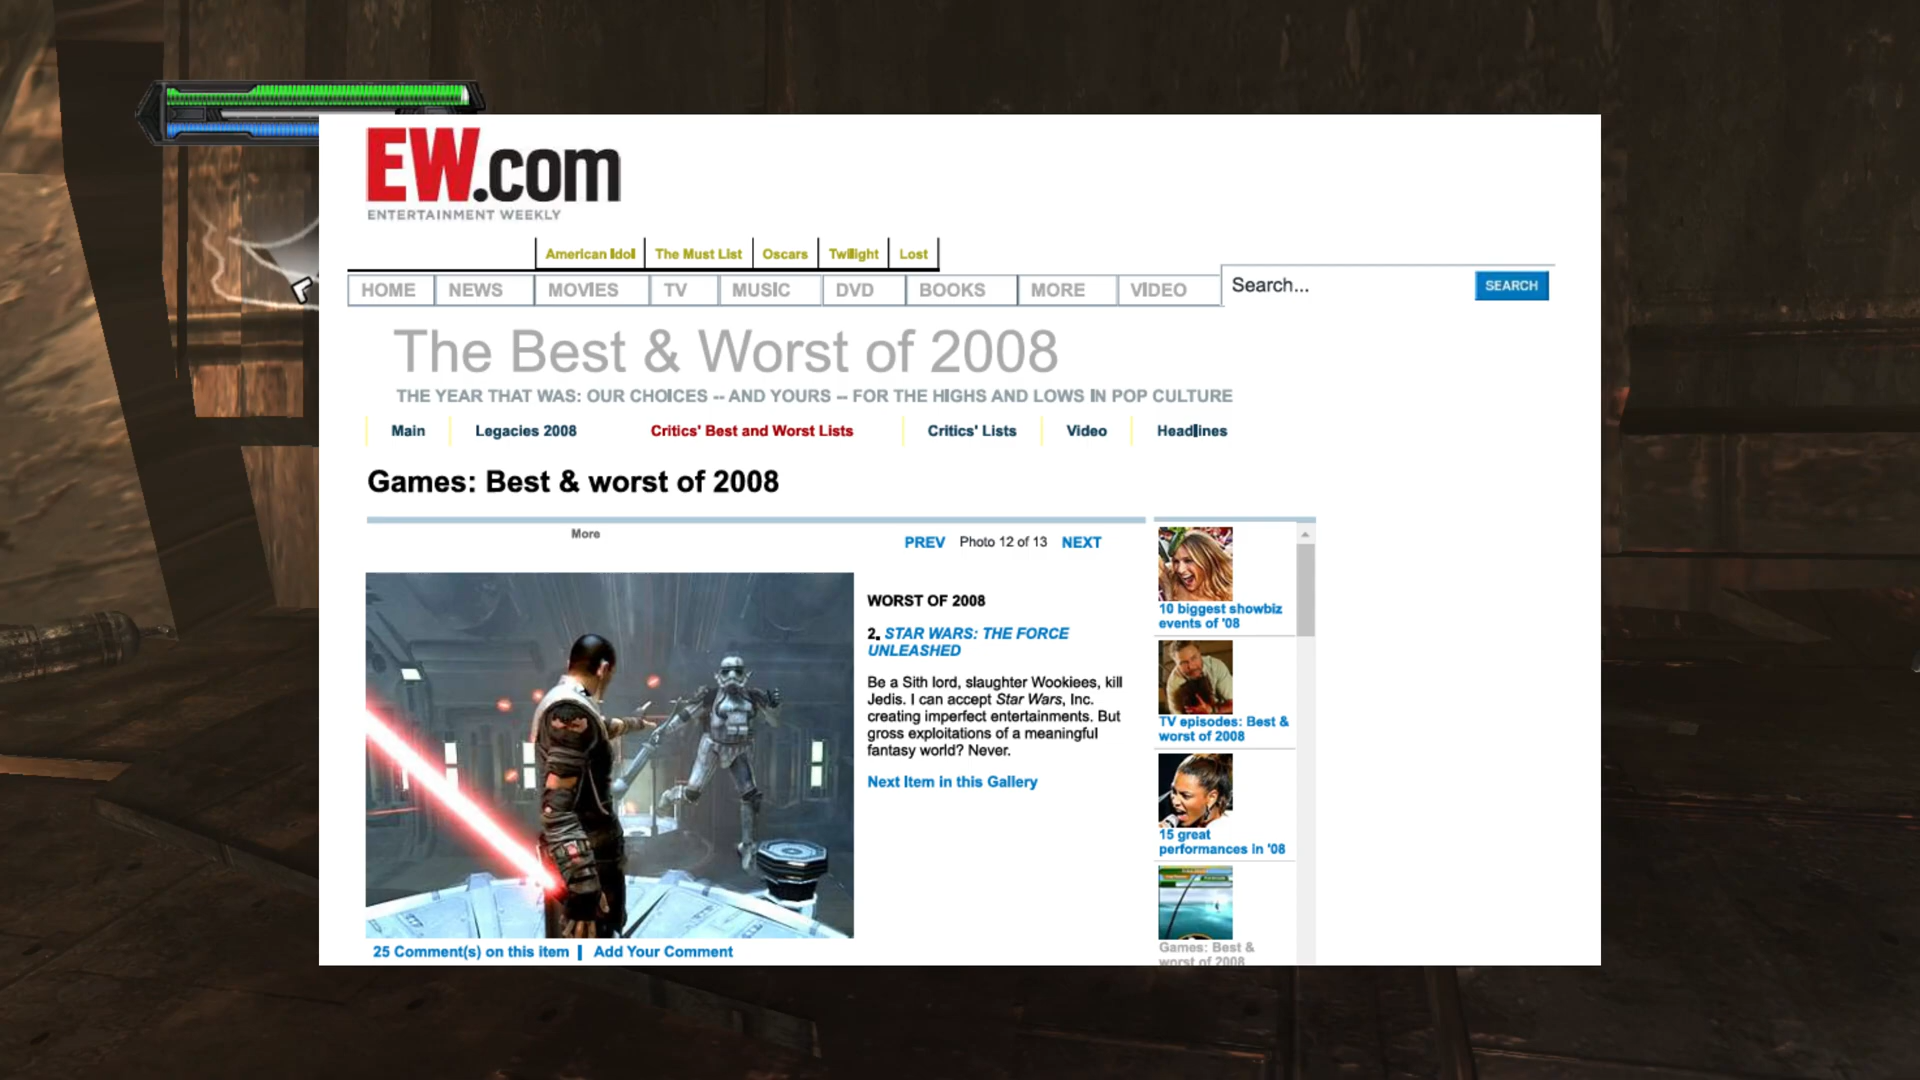 EW.com
ENTERTAINMENT WEEKLY
American Idol The Must List Oscars Twilight Lost
HOME NEWS MOVIES TV MUSIC DVD BOOKS MORE VIDEO Search... SEARCH
The Best & Worst of 2008
THE YEAR THAT WAS: OUR CHOICES -- AND YOURS -- FOR THE HIGHS AND LOWS IN POP CULTURE
Main Legacies 2008 Critics' Best and Worst Lists Critics' Lists Video Headlines
Games: Best & worst of 2008
More
PREV Photo 12 of 13 NEXT
WORST OF 2008
2. STAR WARS: THE FORCE
UNLEASHED
Be a Sith lord, slaughter Wookiees, kill
Jedis. I can accept Star Wars, Inc.
creating imperfect entertainments. But
gross exploitations of a meaningful
fantasy world? Never.
Next Item in this Gallery
25 Comment(s) on this item | Add Your Comment
10 biggest showbiz
events of '08
TV episodes: Best &
worst of 2008
15 great
performances in '08
Games: Best &
worst of 2008